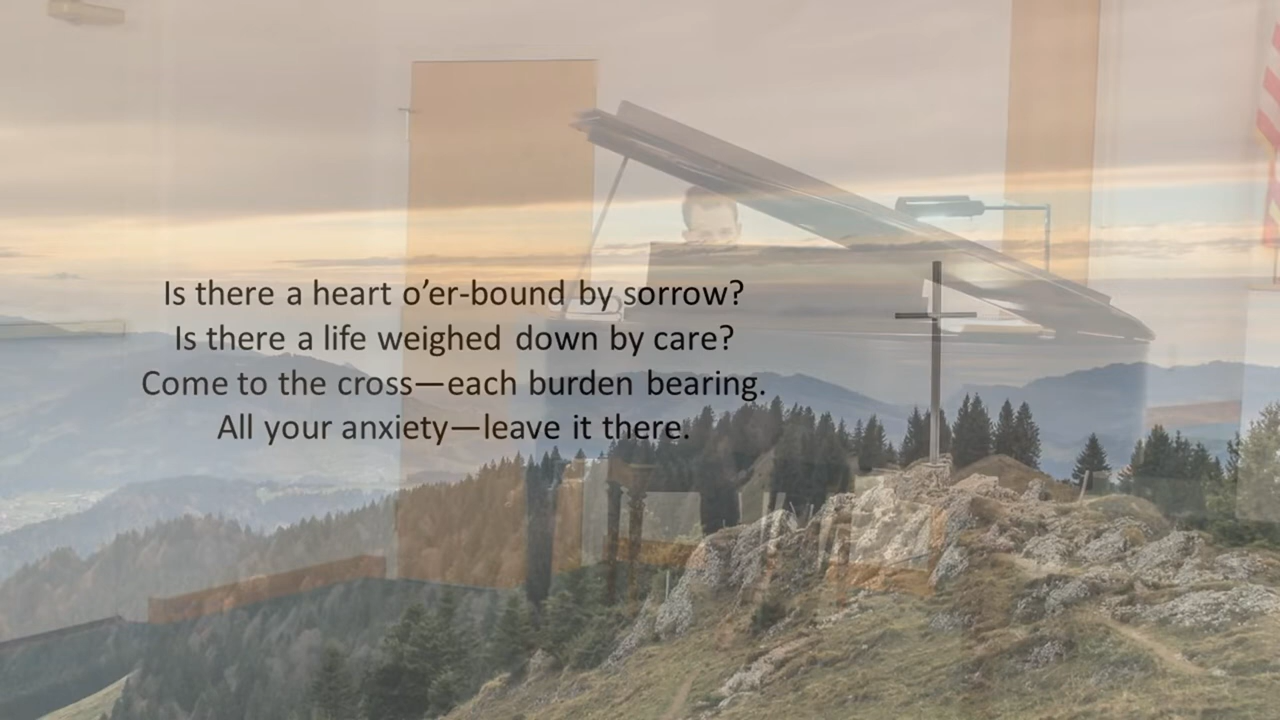 Is there a heart o’er-bound by sorrow?
Is there a life weighed down by care?
Come to the cross—each burden bearing.
All your anxiety—leave it there.